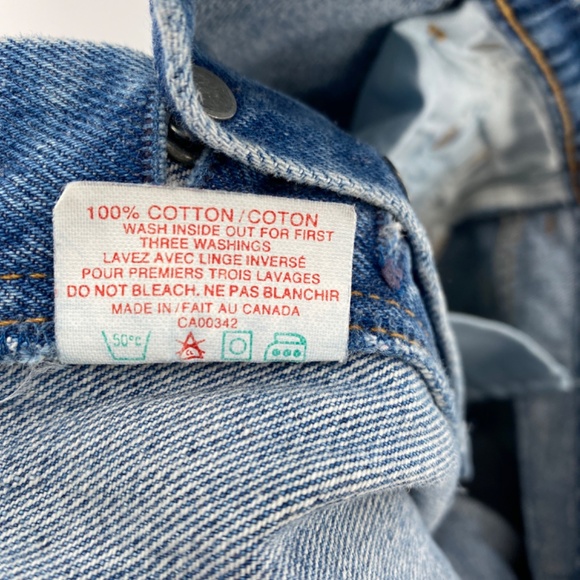 100% COTTON/COTON
WASH INSIDE OUT FOR FIRST
THREE WASHINGS
LAVEZ AVEC LINGE INVERSÉ
POUR PREMIERS TROIS LAVAGES
DO NOT BLEACH. NE PAS BLANCHIR
MADE IN/FAIT AU CANADA
CA00342
50°C